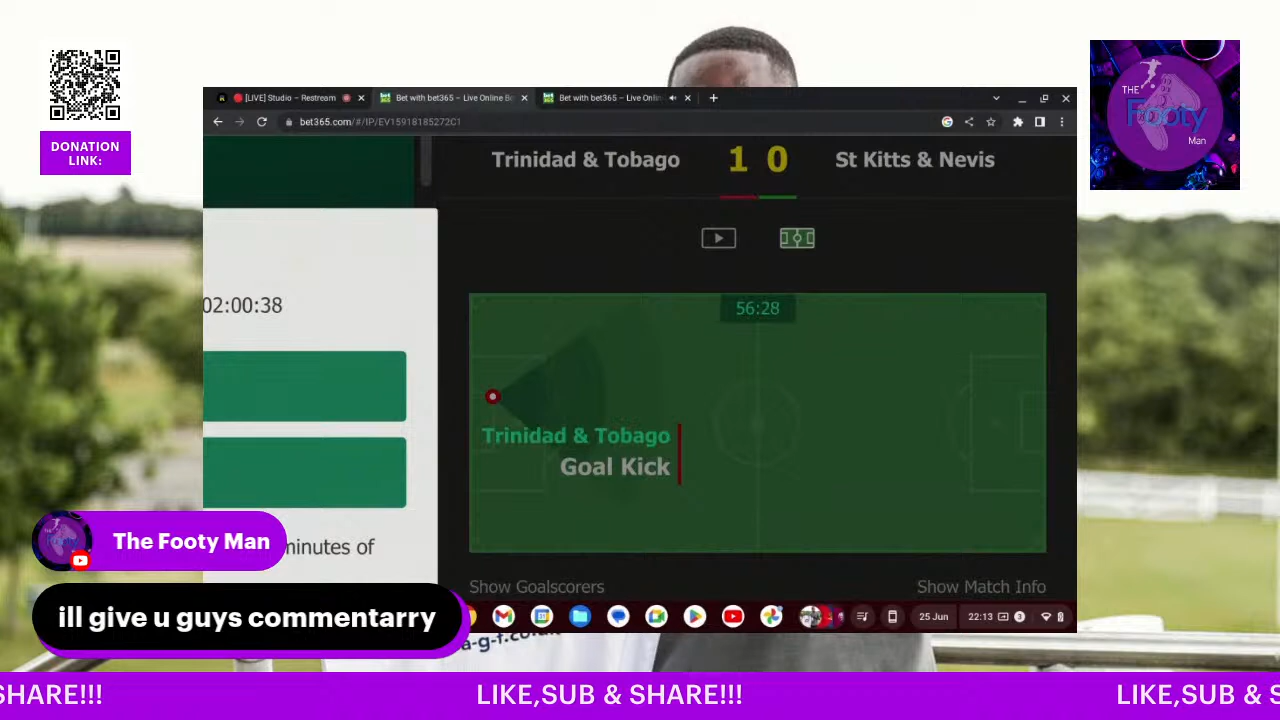 DONATION
LINK:
THE
Footy
Man
[LIVE] Studio – Restream
Bet with bet365 – Live Online Be
Bet with bet365 – Live Onlin
bet365.com/#/IP/EV15918185272C1
Trinidad & Tobago
1 0
St Kitts & Nevis
02:00:38
56:28
Trinidad & Tobago
Goal Kick
minutes of
Show Goalscorers
Show Match Info
25 Jun
22:13
The Footy Man
ill give u guys commentarry
SHARE!!!
LIKE,SUB & SHARE!!!
LIKE,SUB & S